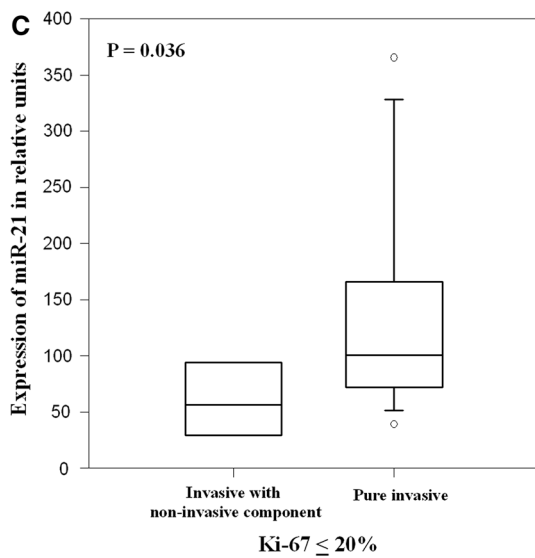 C
P = 0.036
Expression of miR-21 in relative units
400
350
300
250
200
150
100
50
0
Invasive with
non-invasive component
Pure invasive
Ki-67 ≤ 20%